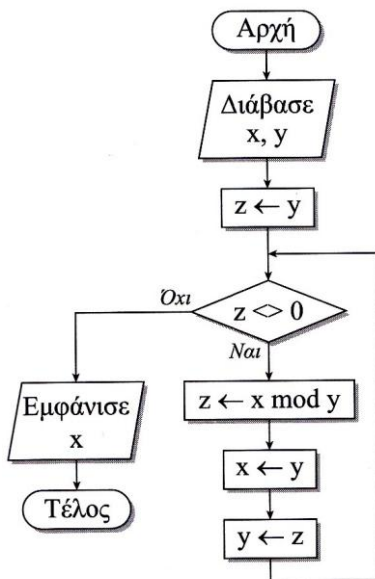 Αρχή
Διάβασε
x, y
z ← y
z <> 0
Όχι
Ναι
Εμφάνισε
x
Τέλος
z ← x mod y
x ← y
y ← z